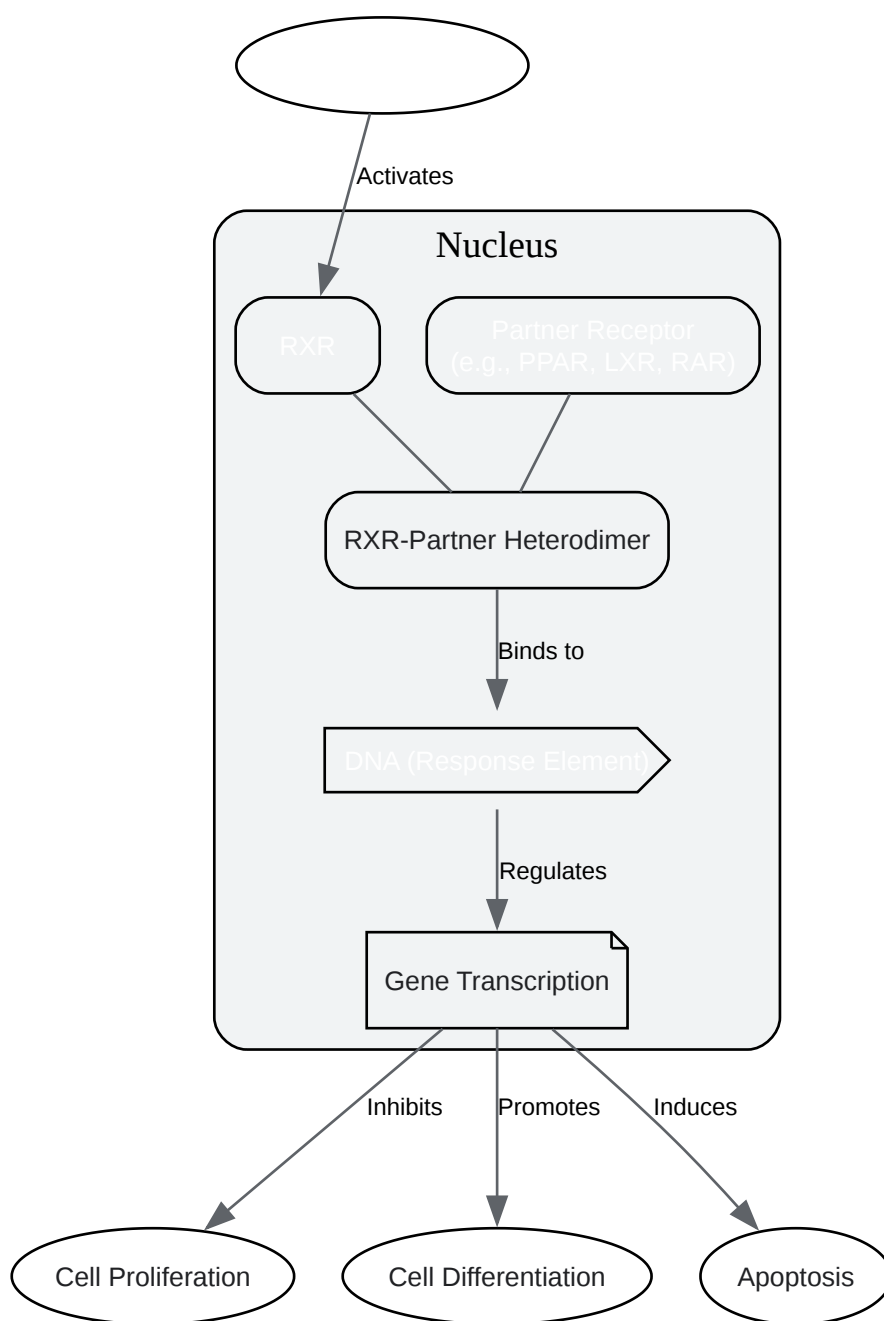 Activates
Nucleus
RXR
Partner Receptor
(e.g., PPAR, LXR, RAR)
RXR-Partner Heterodimer
Binds to
DNA (Response Element)
Regulates
Gene Transcription
Inhibits
Promotes
Induces
Cell Proliferation
Cell Differentiation
Apoptosis